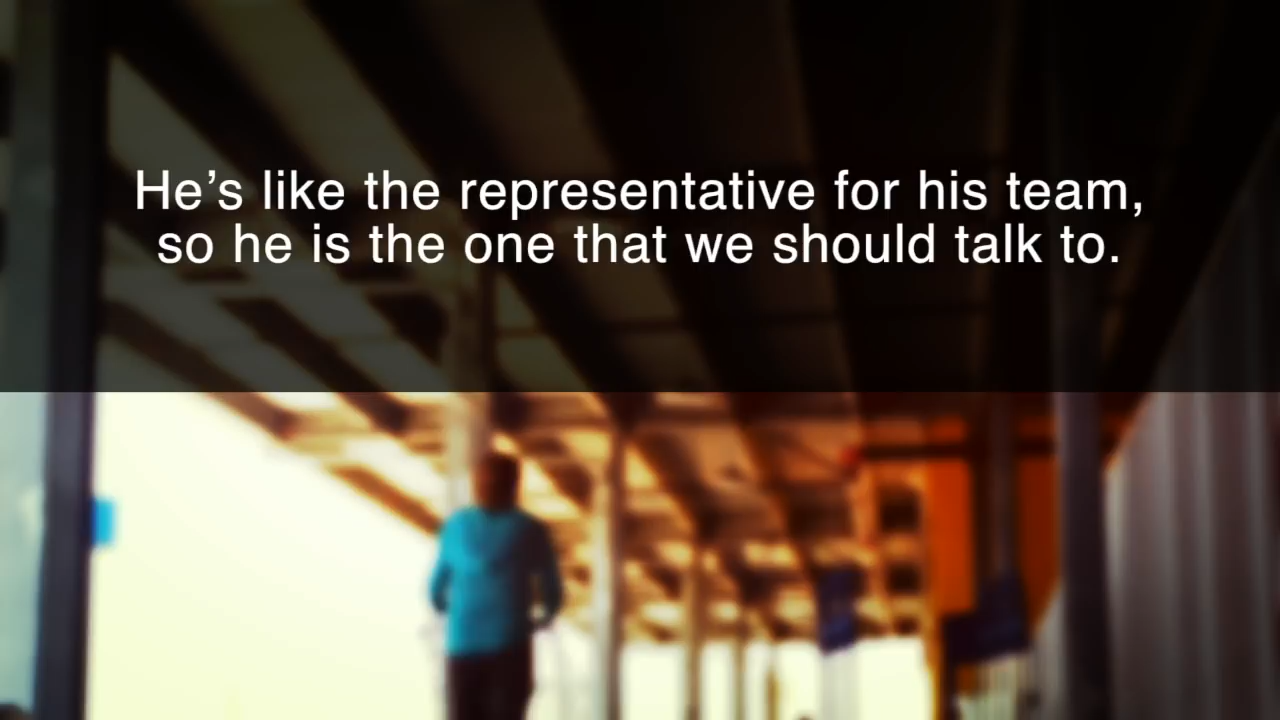 He’s like the representative for his team,
so he is the one that we should talk to.